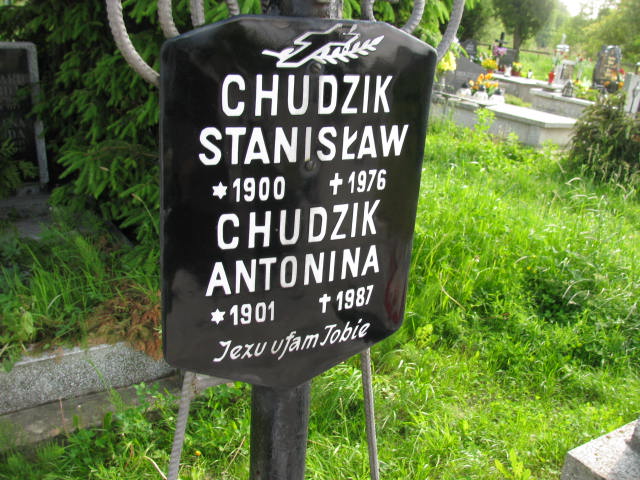 CHUDZIK
STANISŁAW
*1900 †1976
CHUDZIK
ANTONINA
*1901 †1987
Jezu ufam Tobie